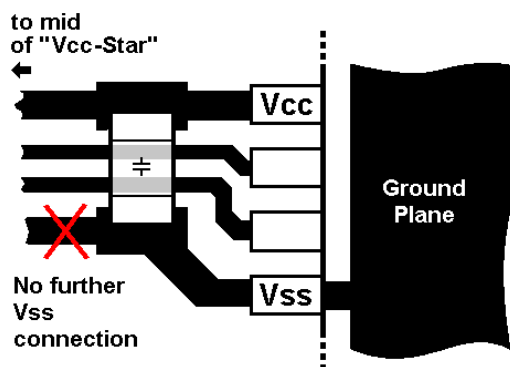 to mid
of "Vcc-Star"
Vcc
Ground
Plane
Vss
No further
Vss
connection